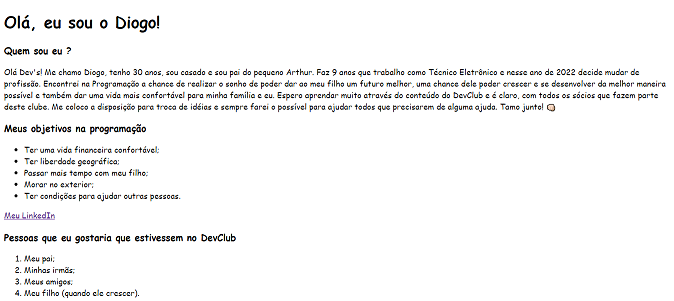 Olá, eu sou o Diogo!
Quem sou eu ?
Olá Dev's! Me chamo Diogo, tenho 30 anos, sou casado e sou pai do pequeno Arthur. Faz 9 anos que trabalho como Técnico Eletrônico e nesse ano de 2022 decide mudar de
profissão. Encontrei na Programação a chance de realizar o sonho de poder dar ao meu filho um futuro melhor, uma chance dele poder crescer e se desenvolver da melhor maneira
possível e também dar uma vida mais confortável para minha família e eu. Espero aprendar muito através do conteúdo do DevClub e é claro, com todos os sócios que fazem parte
deste clube. Me coloco a disposição para troca de idéias e sempre farei o possível para ajudar todos que precisarem de alguma ajuda. Tamo junto! 👊
Meus objetivos na programação
• Ter uma vida financeira confortável;
• Ter liberdade geográfica;
• Passar mais tempo com meu filho;
• Morar no exterior;
• Ter condições para ajudar outras pessoas.
Meu LinkedIn
Pessoas que eu gostaria que estivessem no DevClub
1. Meu pai;
2. Minhas irmãs;
3. Meus amigos;
4. Meu filho (quando ele crescer).